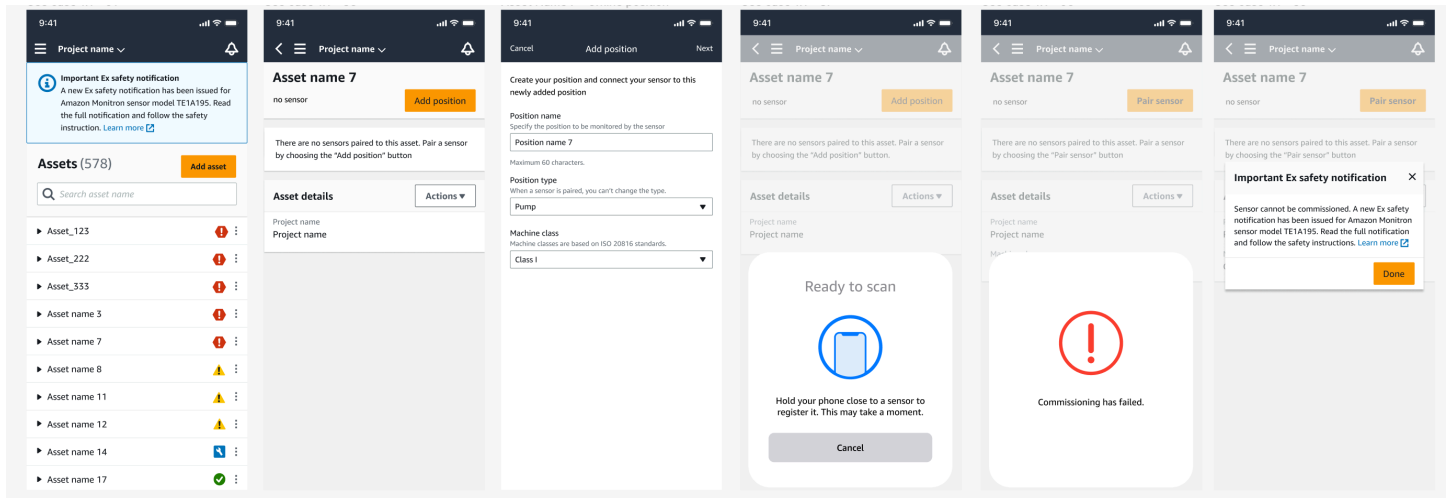 9:41
Project name
Important Ex safety notification
A new Ex safety notification has been issued for
Amazon Monitron sensor model TE1A195. Read
the full notification and follow the safety
instruction. Learn more
Assets (578)
Add asset
Search asset name
Asset_123
Asset_222
Asset_333
Asset name 3
Asset name 7
Asset name 8
Asset name 11
Asset name 12
Asset name 14
Asset name 17
9:41
Project name
Asset name 7
no sensor
Add position
There are no sensors paired to this asset. Pair a sensor
by choosing the “Add position” button
Asset details
Actions
Project name
Project name
9:41
Cancel
Add position
Next
Create your position and connect your sensor to this
newly added position
Position name
Specify the position to be monitored by the sensor
Position name 7
Maximum 60 characters.
Position type
When a sensor is paired, you can't change the type.
Pump
Machine class
Machine classes are based on ISO 20816 standards.
Class I
9:41
Project name
Asset name 7
no sensor
Add position
There are no sensors paired to this asset. Pair a sensor
by choosing the “Add position” button.
Asset details
Actions
Project name
Project name
Ready to scan
Hold your phone close to a sensor to
register it. This may take a moment.
Cancel
9:41
Project name
Asset name 7
no sensor
Pair sensor
There are no sensors paired to this asset. Pair a sensor
by choosing the “Pair sensor” button
Asset details
Actions
Project name
Project name
Commissioning has failed.
9:41
Project name
Asset name 7
no sensor
Pair sensor
There are no sensors paired to this asset. Pair a sensor
by choosing the “Pair sensor” button
Important Ex safety notification
Sensor cannot be commissioned. A new Ex safety
notification has been issued for Amazon Monitron
sensor model TE1A195. Read the full notification
and follow the safety instructions. Learn more
Done